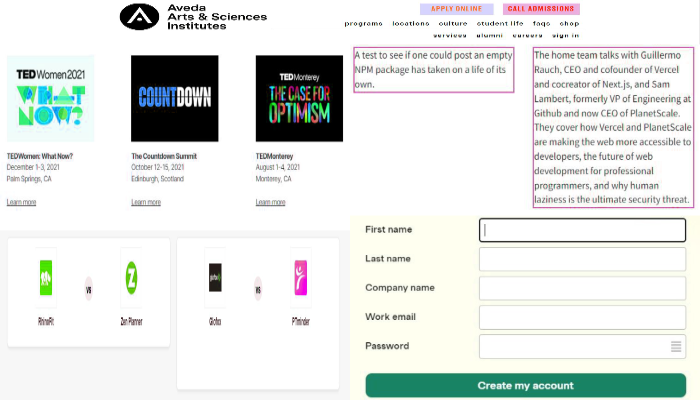 Aveda
Arts & Sciences
Institutes
APPLY ONLINE
CALL ADMISSIONS
programs locations culture student life faqs shop
services alumni careers sign in
TEDWomen 2021
WHAT
NOW?
TEDWomen: What Now?
December 1-3, 2021
Palm Springs, CA
Learn more
COUNTDOWN
The Countdown Summit
October 12-15, 2021
Edinburgh, Scotland
Learn more
TEDMonterey
THE CASE FOR
OPTIMISM
TEDMonterey
August 1-4, 2021
Monterey, CA
Learn more
A test to see if one could post an empty
NPM package has taken on a life of its
own.
The home team talks with Guillermo
Rauch, CEO and cofounder of Vercel
and cocreator of Next.js, and Sam
Lambert, formerly VP of Engineering at
Github and now CEO of PlanetScale.
They cover how Vercel and PlanetScale
are making the web more accessible to
developers, the future of web
development for professional
programmers, and why human
laziness is the ultimate security threat.
RhinoFit
VS
Zen Planner
Glofox
VS
PTminder
First name
Last name
Company name
Work email
Password
Create my account